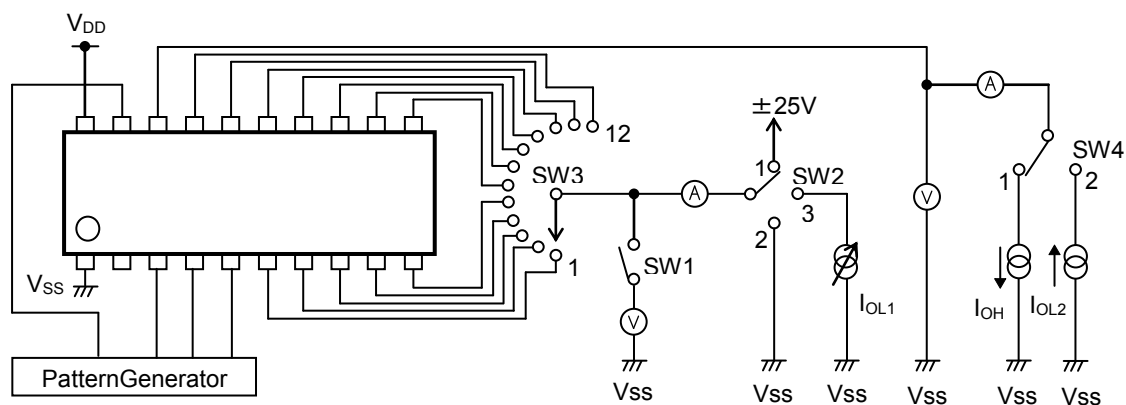 VDD
±25V
12
SW3
1
SW2
SW4
A
A
1
2
3
2
V
1
VSS
SW1
V
IOL1
IOH
IOL2
PatternGenerator
Vss
Vss
Vss
Vss
Vss
Vss